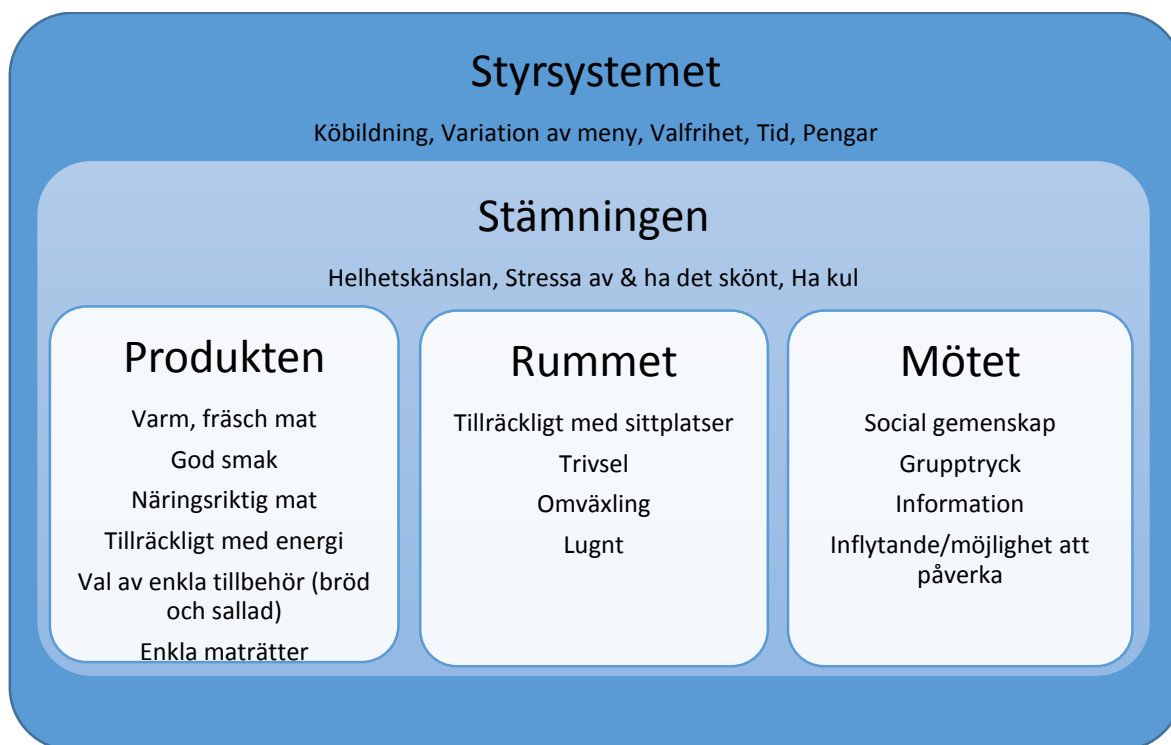 Styrsystemet
Köbildning, Variation av meny, Valfrihet, Tid, Pengar
Stämningen
Helhetskänslan, Stressa av & ha det skönt, Ha kul
Produkten
Varm, fräsch mat
God smak
Näringsriktig mat
Tillräckligt med energi
Val av enkla tillbehör (bröd
och sallad)
Enkla maträtter
Rummet
Tillräckligt med sittplatser
Trivsel
Omväxling
Lugnt
Mötet
Social gemenskap
Grupptryck
Information
Inflytande/möjlighet att
påverka